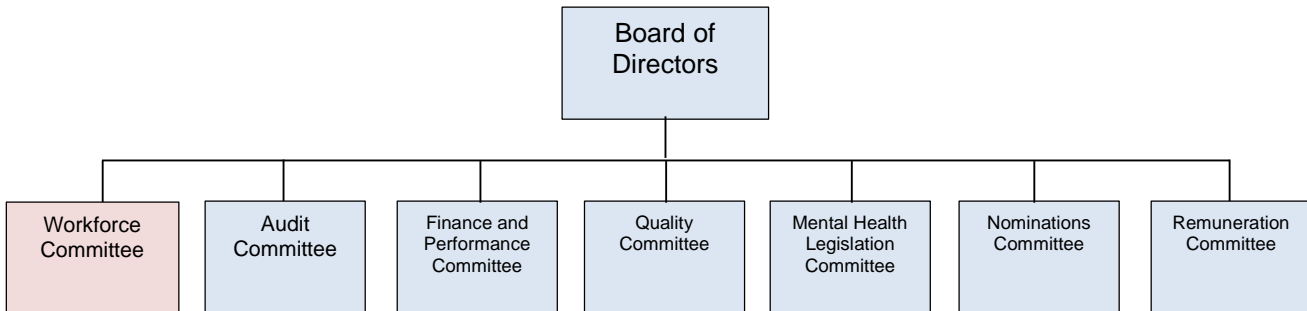 Board of
Directors
Workforce
Committee
Audit
Committee
Finance and
Performance
Committee
Quality
Committee
Mental Health
Legislation
Committee
Nominations
Committee
Remuneration
Committee